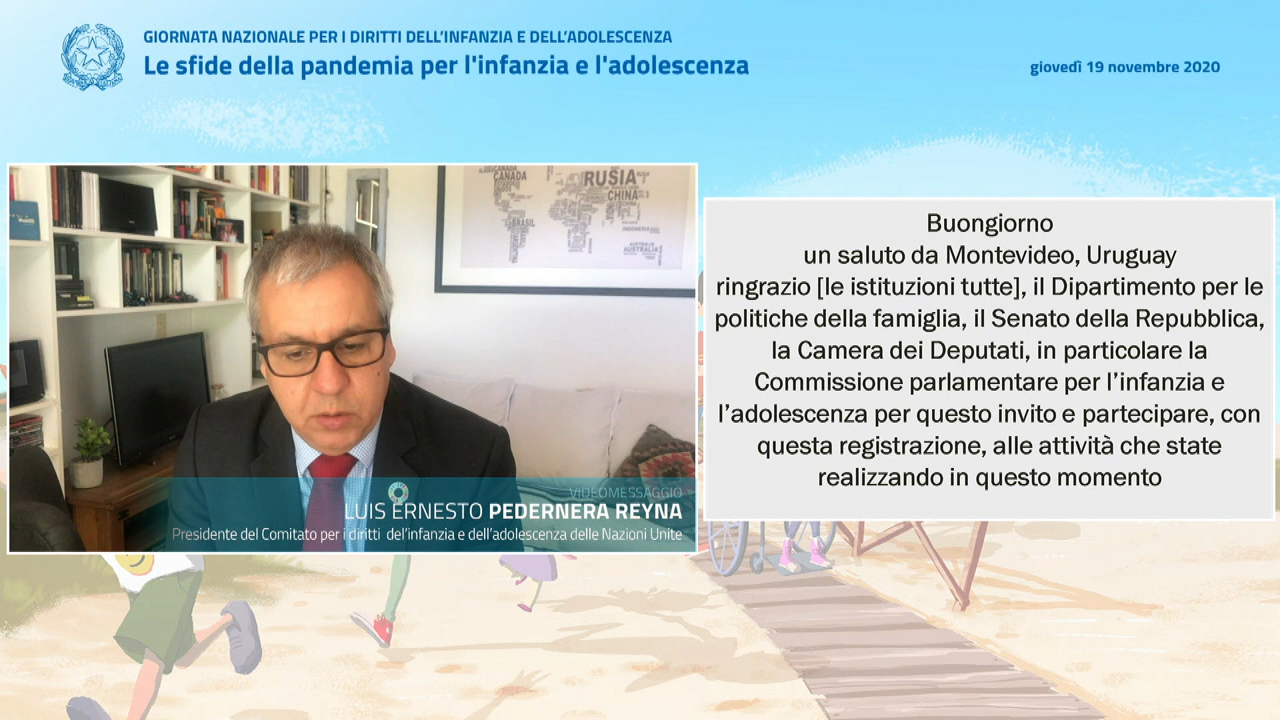 GIORNATA NAZIONALE PER I DIRITTI DELL'INFANZIA E DELL'ADOLESCENZA
Le sfide della pandemia per l'infanzia e l'adolescenza
giovedì 19 novembre 2020
CANADA
RUSIA
CHINA
BRASIL
INDONESIA
AUSTRALIA
AUSTRALIA
Buongiorno
un saluto da Montevideo, Uruguay
ringrazio [le istituzioni tutte], il Dipartimento per le
politiche della famiglia, il Senato della Repubblica,
la Camera dei Deputati, in particolare la
Commissione parlamentare per l’infanzia e
l’adolescenza per questo invito e partecipare, con
questa registrazione, alle attività che state
realizzando in questo momento
VIDEOMESSAGGIO
LUIS ERNESTO PEDERNERA REYNA
Presidente del Comitato per i diritti del'infanzia e dell'adolescenza delle Nazioni Unite